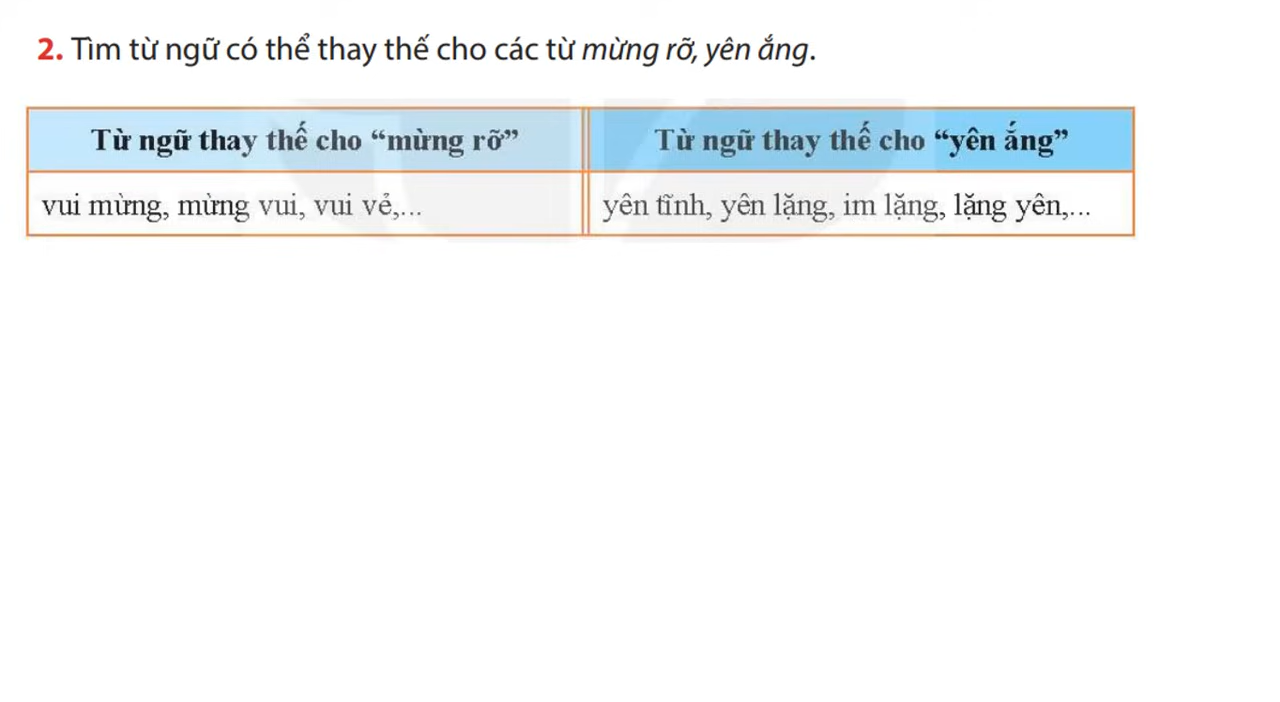 2. Tìm từ ngữ có thể thay thế cho các từ mừng rỡ, yên ắng.
Từ ngữ thay thế cho “mừng rỡ”
Từ ngữ thay thế cho “yên ắng”
vui mừng, mừng vui, vui vẻ,...
yên tĩnh, yên lặng, im lặng, lặng yên,...